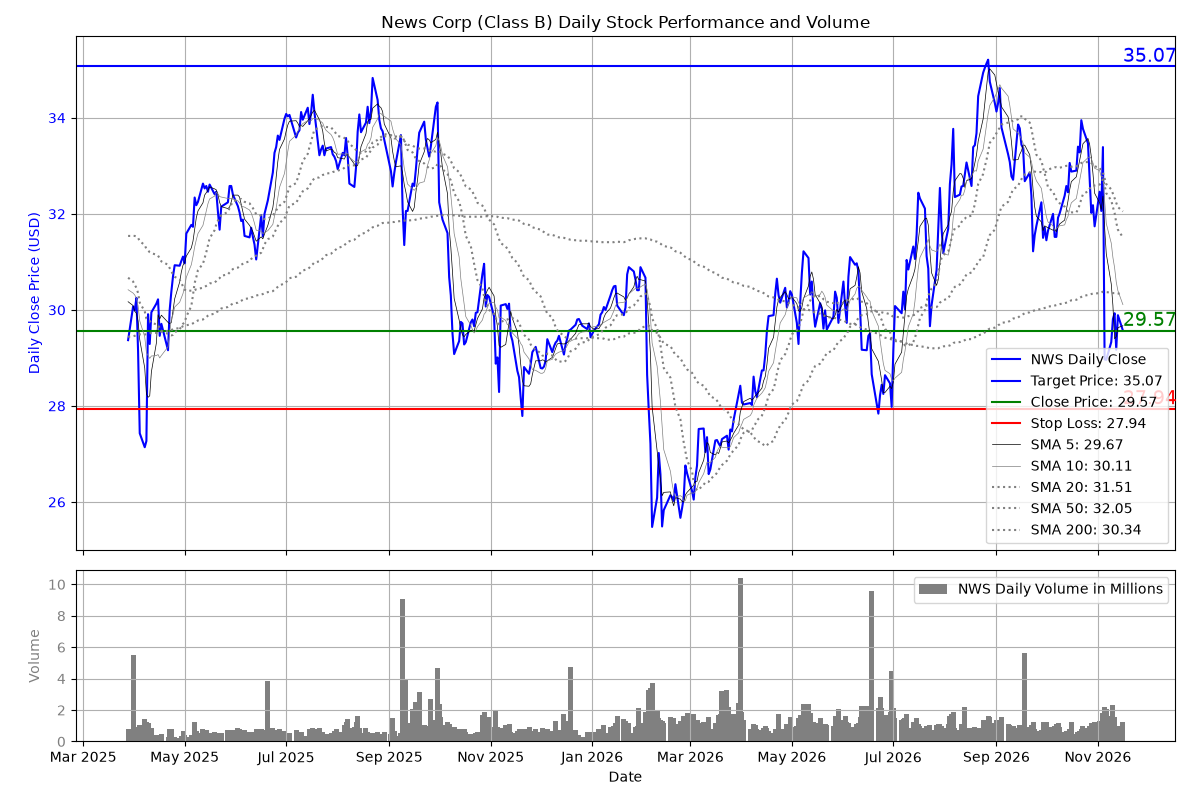 News Corp (Class B) Daily Stock Performance and Volume
Daily Close Price (USD)
34
32
30
28
26
35.07
29.57
27.94
NWS Daily Close
Target Price: 35.07
Close Price: 29.57
Stop Loss: 27.94
SMA 5: 29.67
SMA 10: 30.11
SMA 20: 31.51
SMA 50: 32.05
SMA 200: 30.34
Volume
10
8
6
4
2
0
NWS Daily Volume in Millions
Mar 2025
May 2025
Jul 2025
Sep 2025
Nov 2025
Jan 2026
Mar 2026
May 2026
Jul 2026
Sep 2026
Nov 2026
Date